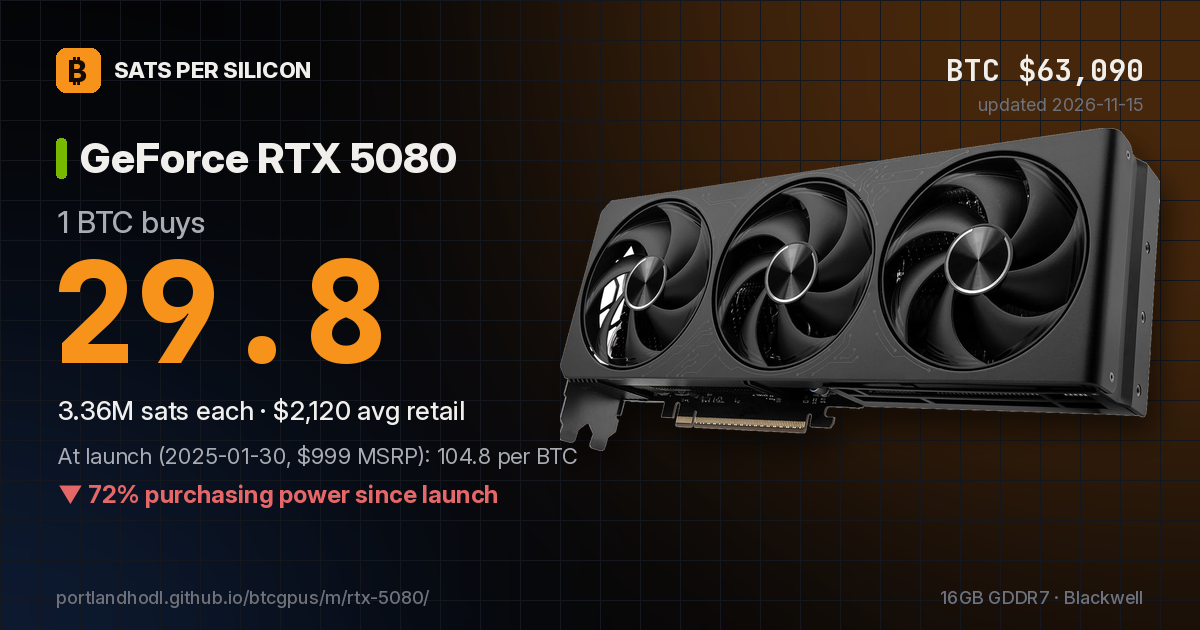 ₿ SATS PER SILICON
BTC $63,090
updated 2026-11-15
GeForce RTX 5080
1 BTC buys
29.8
3.36M sats each · $2,120 avg retail
At launch (2025-01-30, $999 MSRP): 104.8 per BTC
▼ 72% purchasing power since launch
portlandhodl.github.io/btcgpus/m/rtx-5080/
16GB GDDR7 · Blackwell